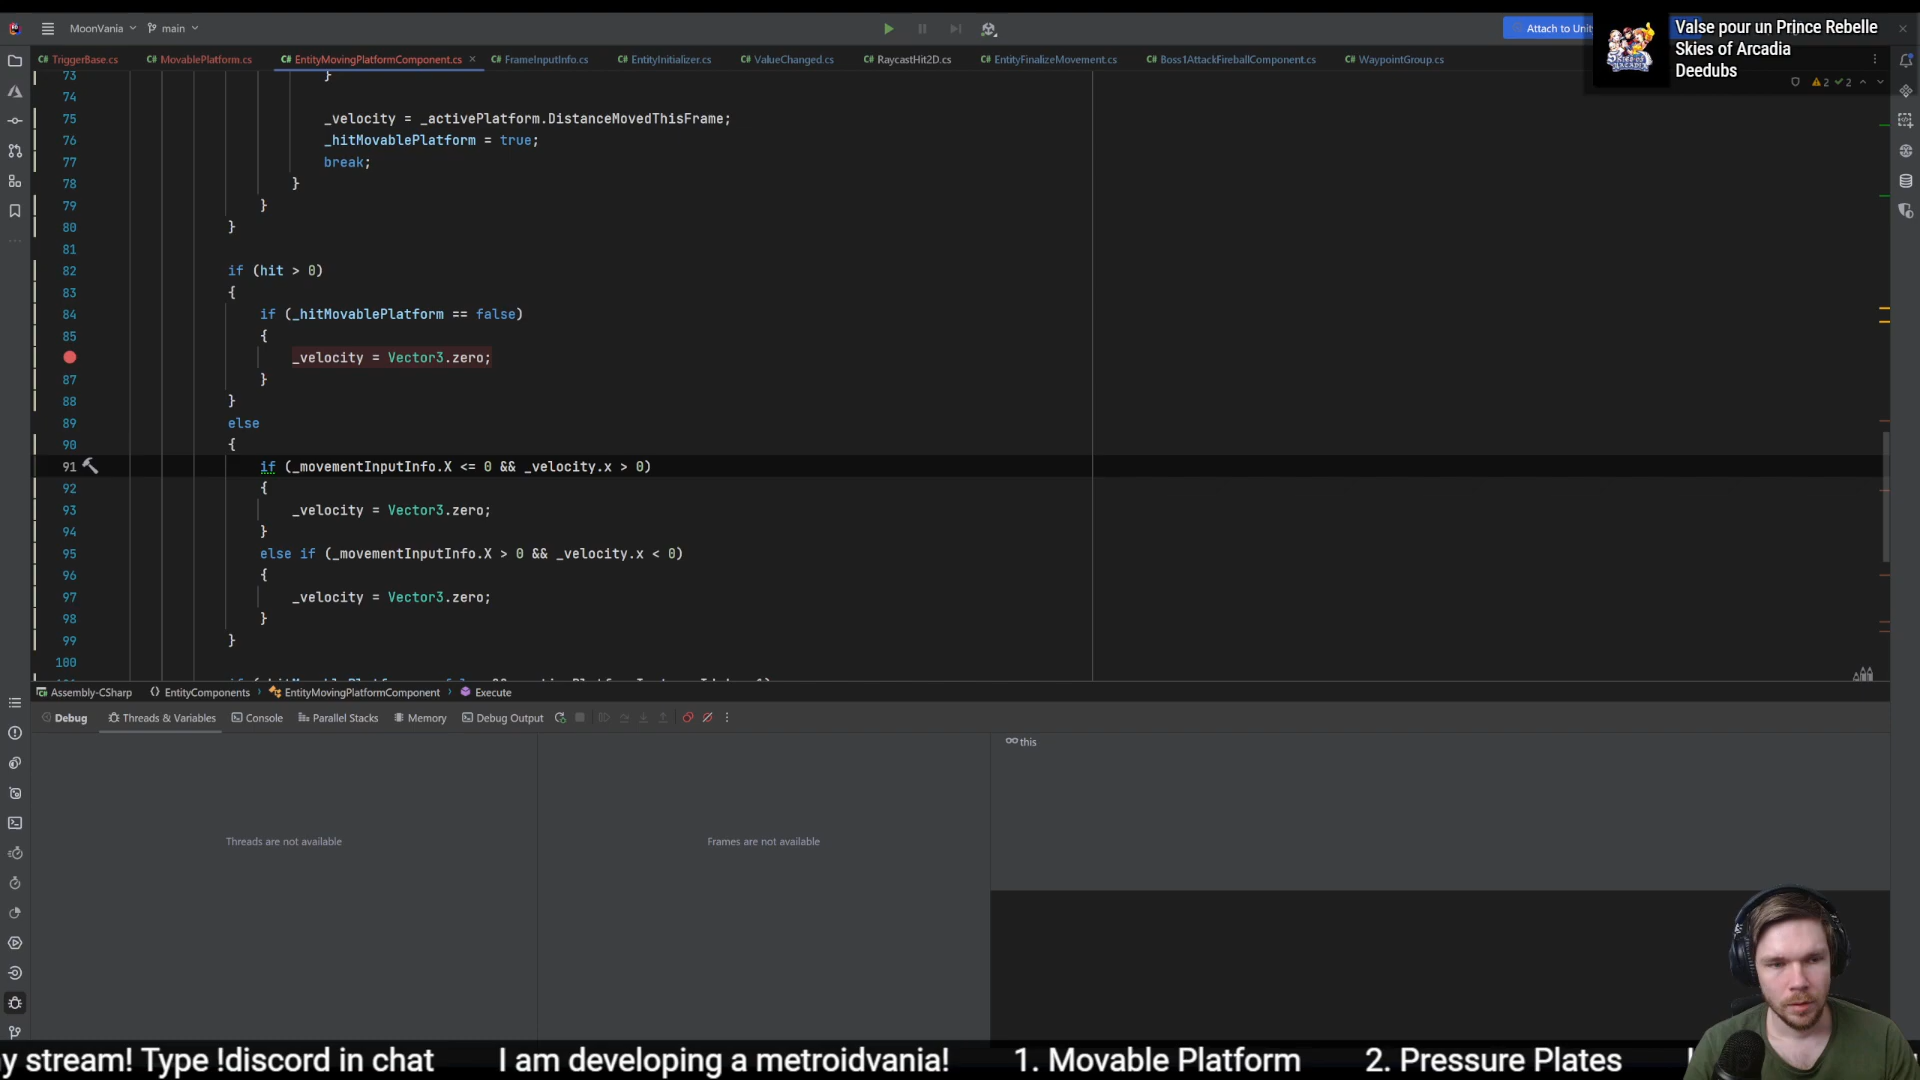 MoonVania
main
Attach to Unit
Valse pour un Prince Rebelle
Skies of Arcadia
Deedubs
TriggerBase.cs
MovablePlatform.cs
EntityMovingPlatformComponent.cs
FrameInputInfo.cs
EntityInitializer.cs
ValueChanged.cs
RaycastHit2D.cs
EntityFinalizeMovement.cs
Boss1AttackFireballComponent.cs
WaypointGroup.cs
2 2
73 }
74
75 _velocity = _activePlatform.DistanceMovedThisFrame;
76 _hitMovablePlatform = true;
77 break;
78 }
79 }
80 }
81
82 if (hit > 0)
83 {
84 if (_hitMovablePlatform == false)
85 {
_velocity = Vector3.zero;
87 }
88 }
89 else
90 {
91 if (_movementInputInfo.X <= 0 && _velocity.x > 0)
92 {
93 _velocity = Vector3.zero;
94 }
95 else if (_movementInputInfo.X > 0 && _velocity.x < 0)
96 {
97 _velocity = Vector3.zero;
98 }
99 }
100
Assembly-CSharp
EntityComponents
EntityMovingPlatformComponent
Execute
Debug
Threads & Variables
Console
Parallel Stacks
Memory
Debug Output
this
Threads are not available
Frames are not available
y stream! Type !discord in chat I am developing a metroidvania! 1. Movable Platform 2. Pressure Plates